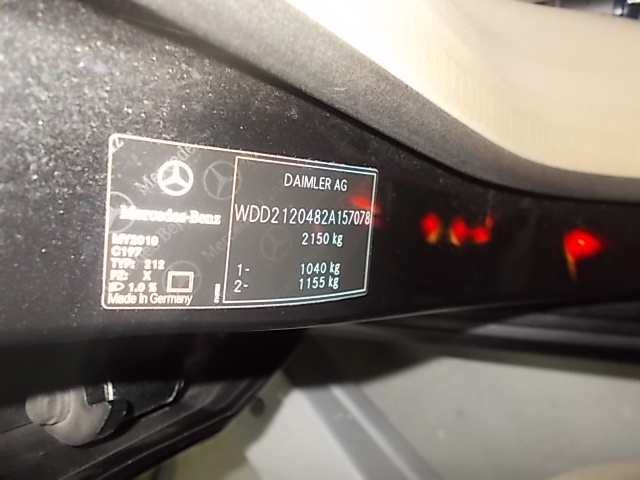 Mercedes-Benz
MY2010
C197
TYP: 212
FZ: X
1.0 %
Made in Germany
DAIMLER AG
WDD2120482A157078
2150 kg
1- 1040 kg
2- 1155 kg